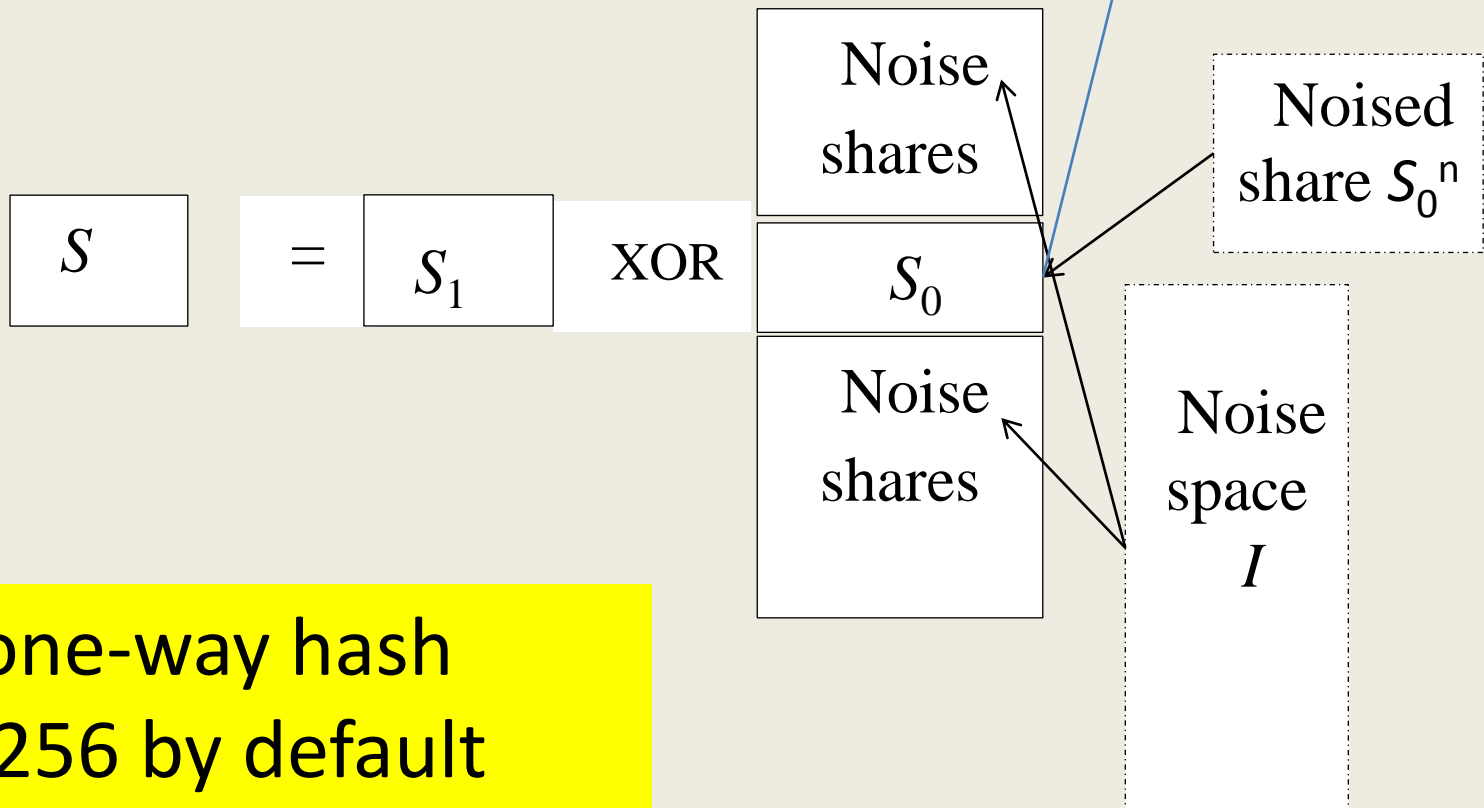 Noise
shares
Noised
share S₀ⁿ
S = S₁ XOR S₀
Noise
shares
Noise
space
I
one-way hash
256 by default